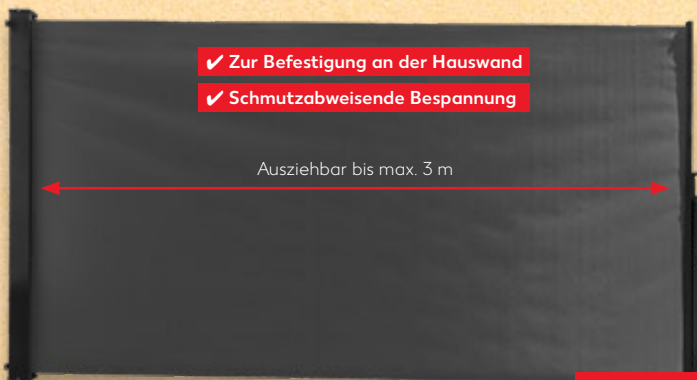 ✔ Zur Befestigung an der Hauswand
✔ Schmutzabweisende Bespannung
Ausziehbar bis max. 3 m